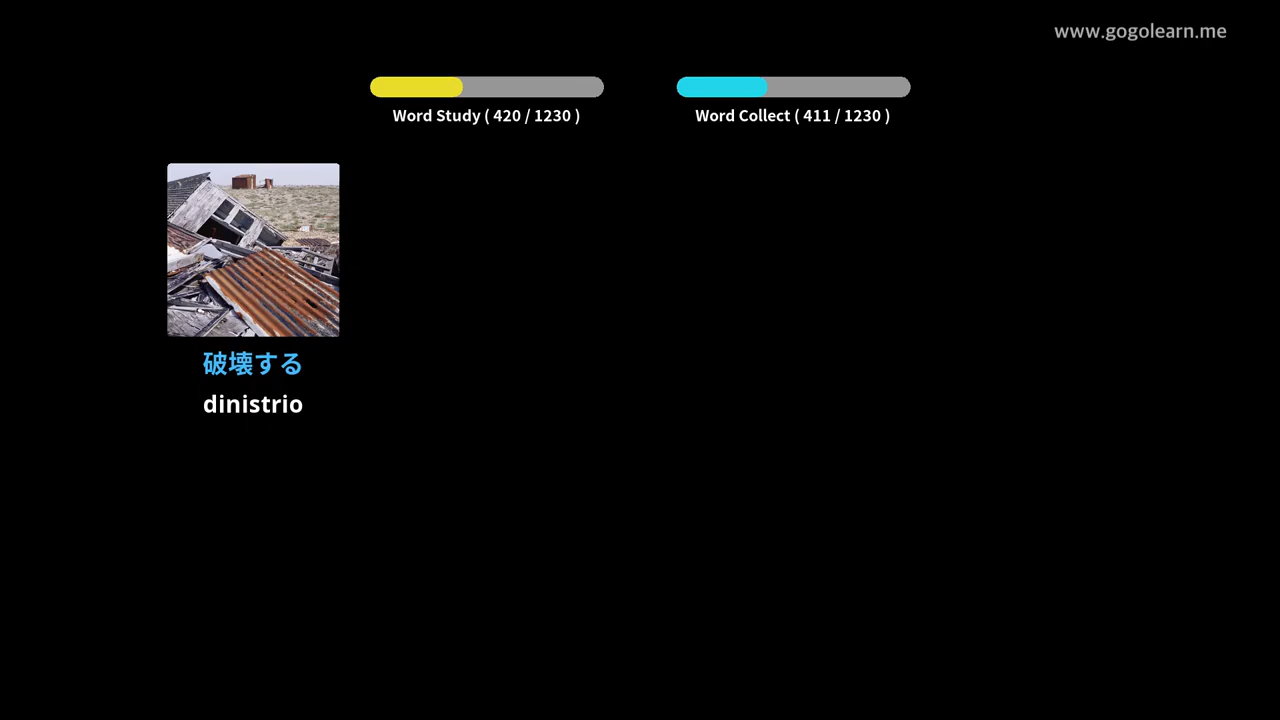 www.gogolearn.me
Word Study ( 420 / 1230 )
Word Collect ( 411 / 1230 )
破壊する
dinistrio